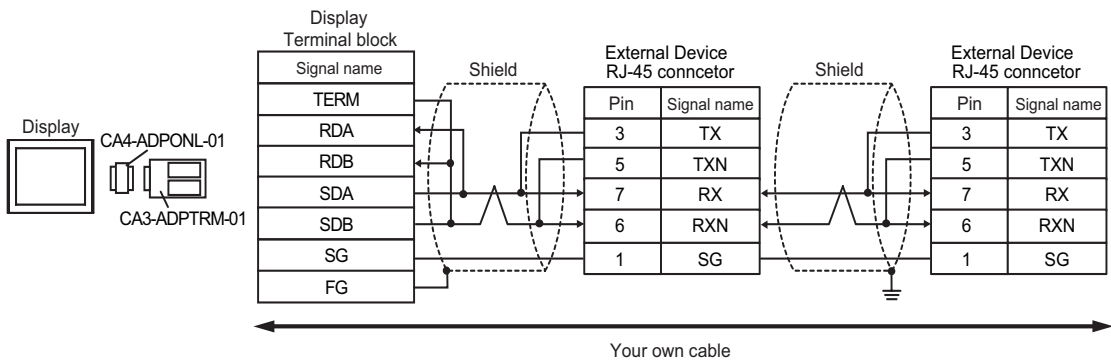 Display
Terminal block
External Device
RJ-45 conncetor
External Device
RJ-45 conncetor
Signal name
Shield
Shield
TERM
Pin Signal name
Pin Signal name
Display
RDA
3 TX
3 TX
CA4-ADPONL-01
RDB
5 TXN
5 TXN
SDA
7 RX
7 RX
CA3-ADPTRM-01
SDB
6 RXN
6 RXN
SG
1 SG
1 SG
FG
Your own cable